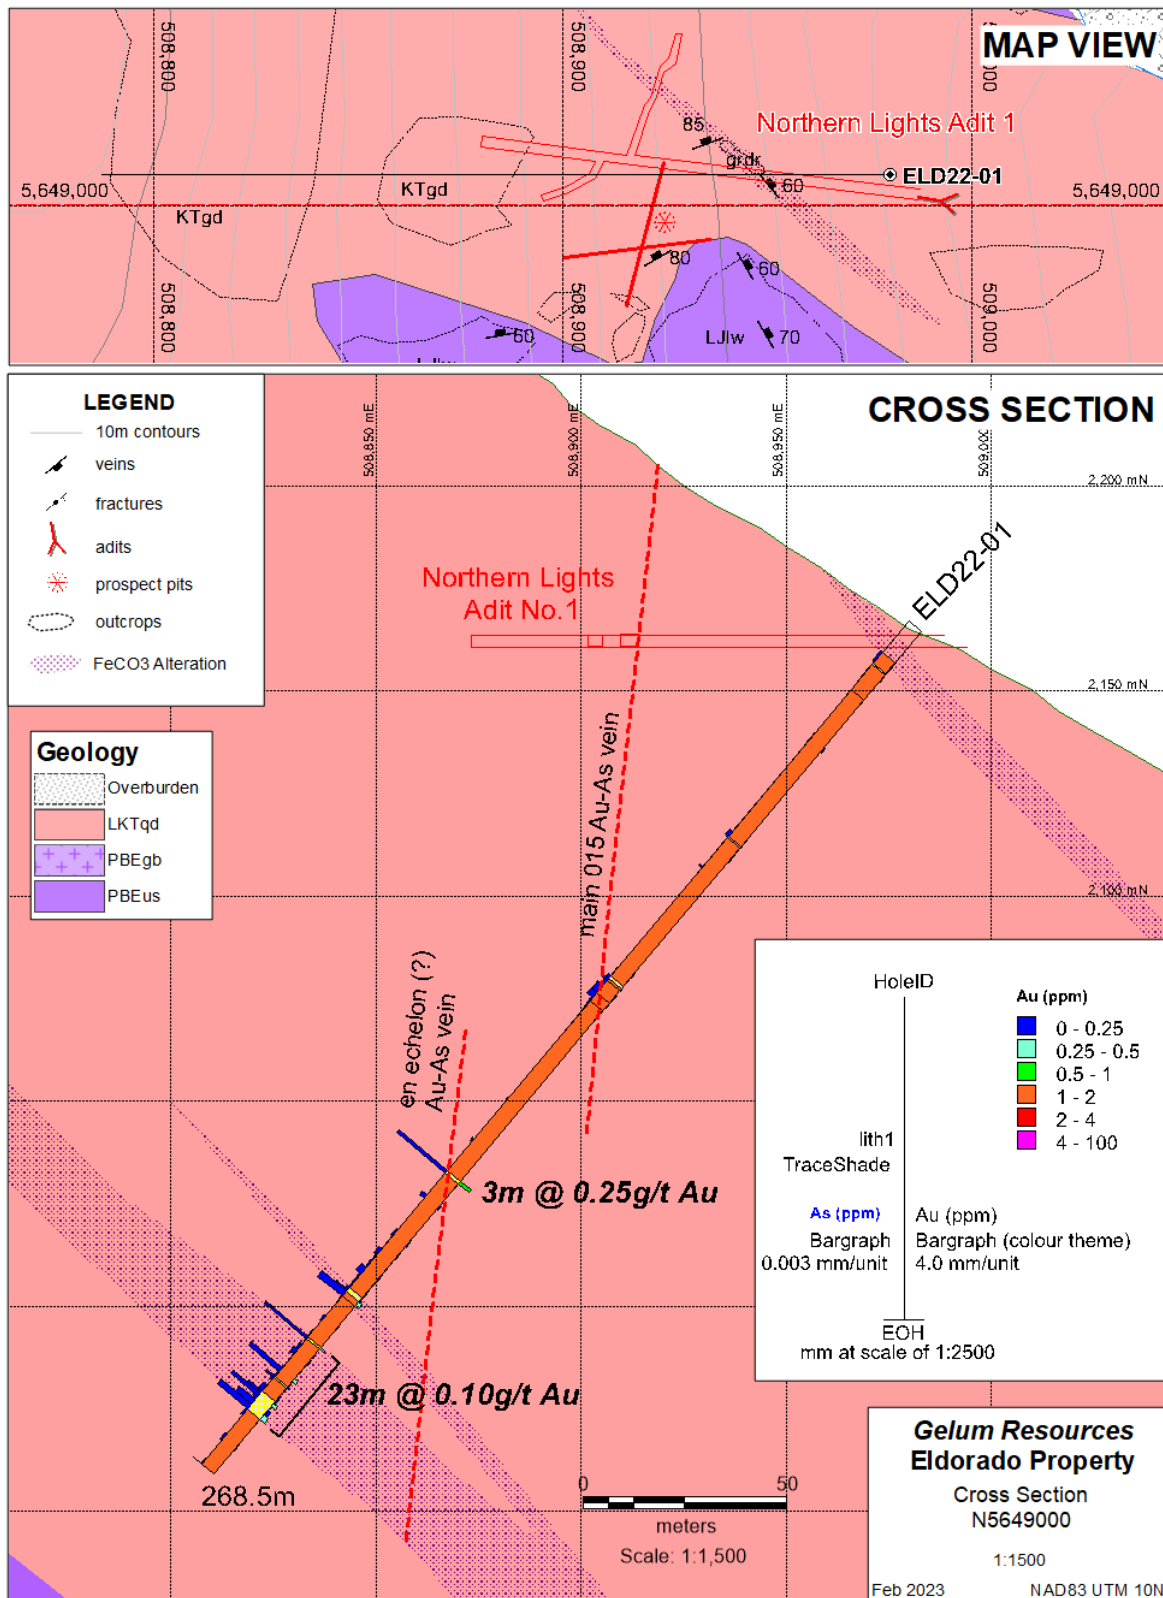 MAP VIEW
508,800
508,900
509,000
85
Northern Lights Adit 1
grdr
60
ELD22-01
5,649,000
KTgd
KTgd
5,649,000
80
60
LJlw
70
60
508,800
508,900
509,000
LEGEND
10m contours
veins
fractures
adits
prospect pits
outcrops
FeCO3 Alteration
Geology
Overburden
LKTqd
PBEgb
PBEus
CROSS SECTION
508,850 mE
508,900 mE
508,950 mE
509,000
2,200 mN
ELD22-01
Northern Lights
Adit No.1
2,150 mN
main 015 Au-As vein
2,100 mN
en echelon (?)
Au-As vein
3m @ 0.25g/t Au
23m @ 0.10g/t Au
268.5m
HoleID
lith1
TraceShade
As (ppm)
Bargraph
0.003 mm/unit
Au (ppm)
Bargraph (colour theme)
4.0 mm/unit
EOH
mm at scale of 1:2500
Au (ppm)
0 - 0.25
0.25 - 0.5
0.5 - 1
1 - 2
2 - 4
4 - 100
0
50
meters
Scale: 1:1,500
Gelum Resources
Eldorado Property
Cross Section
N5649000
1:1500
Feb 2023
NAD83 UTM 10N